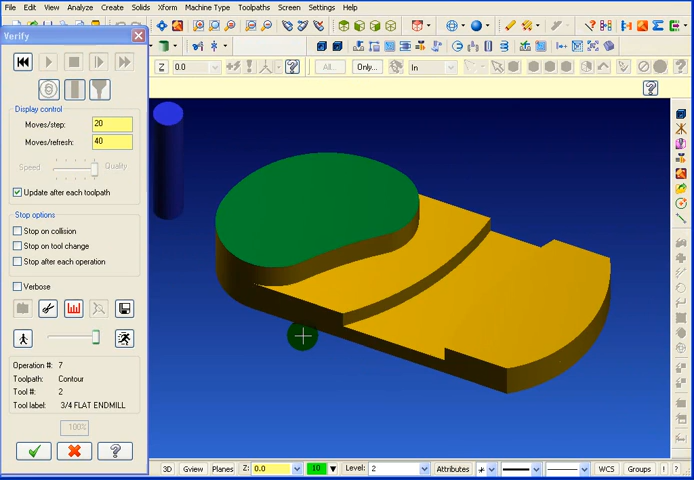 File Edit View Analyze Create Solids Xform Machine Type Toolpaths Screen Settings Help
Verify
Z 0.0 All... Only... In
Display control
Moves/step: 20
Moves/refresh: 40
Speed Quality
Update after each toolpath
Stop options
Stop on collision
Stop on tool change
Stop after each operation
Verbose
Operation #: 7
Toolpath: Contour
Tool #: 2
Tool label: 3/4 FLAT ENDMILL
100%
3D Gview Planes Z: 0.0 10 Level: 2 Attributes WCS Groups ! ?